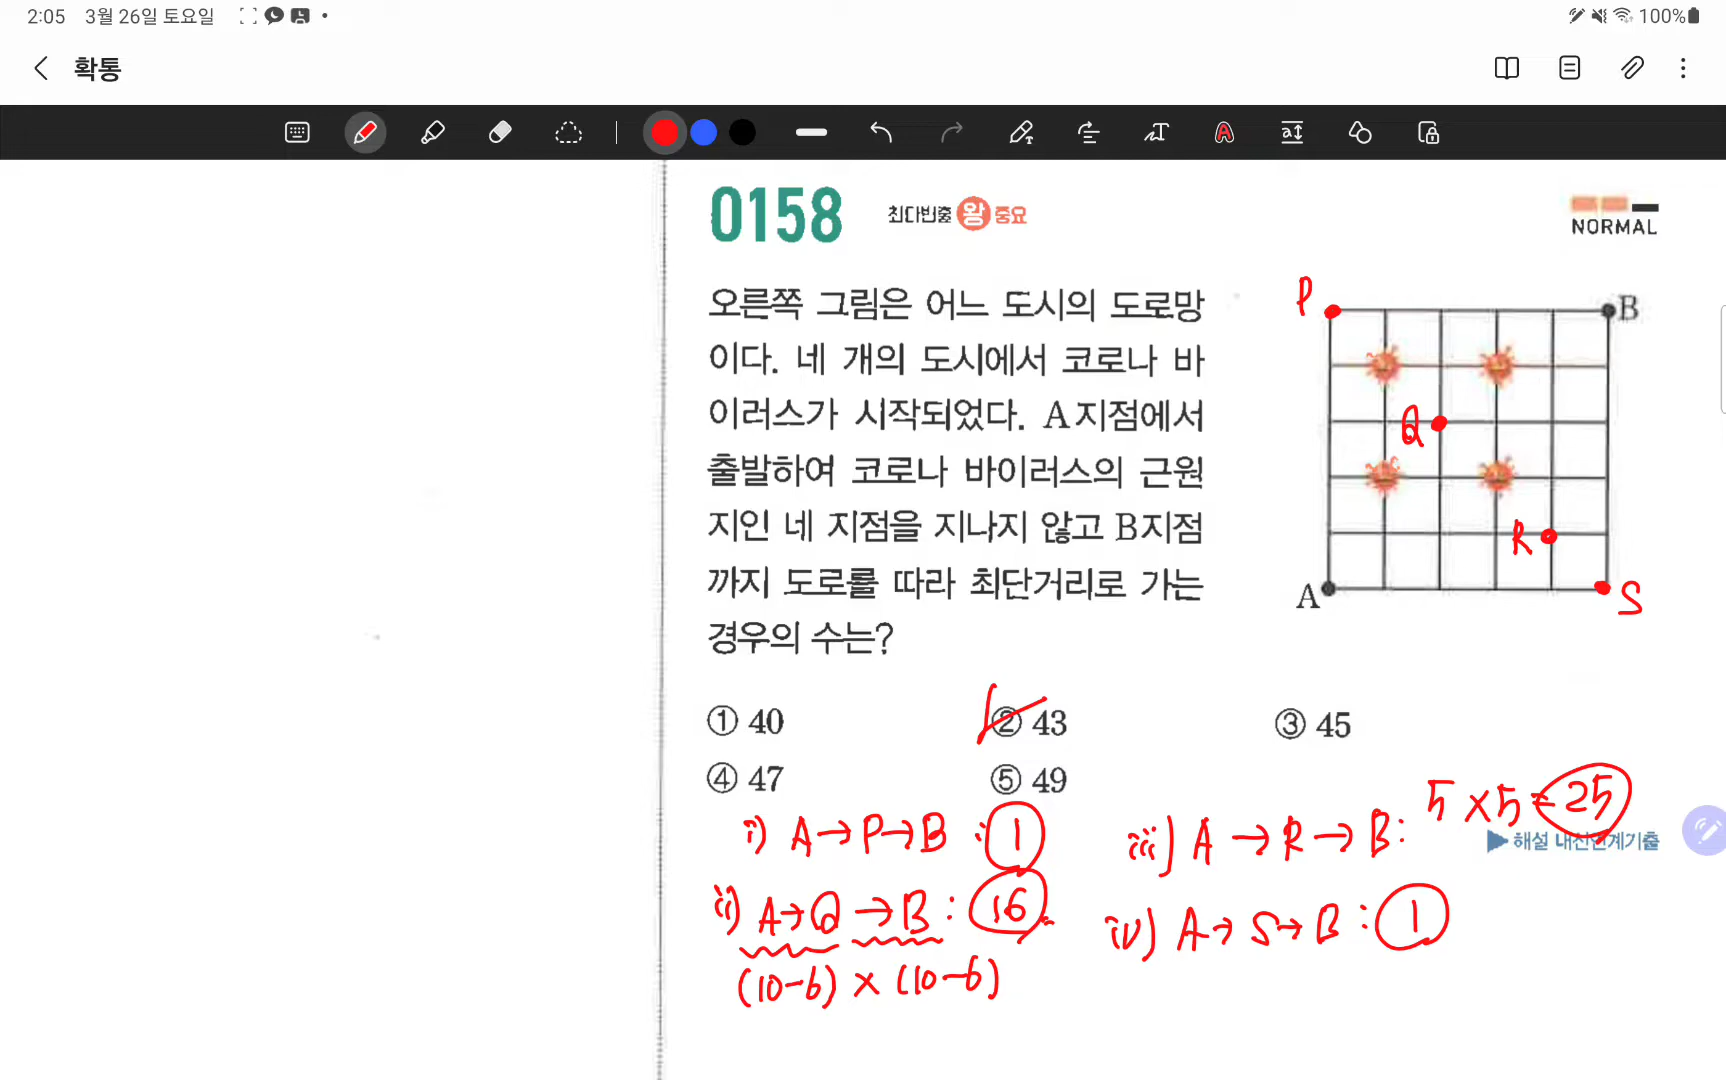 2:05 3월 26일 토요일 100%
확통
0158 최다빈출 왕 중요
NORMAL
오른쪽 그림은 어느 도시의 도로망
이다. 네 개의 도시에서 코로나 바
이러스가 시작되었다. A지점에서
출발하여 코로나 바이러스의 근원
지인 네 지점을 지나지 않고 B지점
까지 도로를 따라 최단거리로 가는
경우의 수는?
P
B
Q
R
A
S
① 40 ② 43 ③ 45
④ 47 ⑤ 49
i) A→P→B : 1
iii) A→R→B: 5×5=25
▶ 해설 내신연계기출
ii) A→Q→B : 16
iv) A→S→B : 1
(10-6) × (10-6)